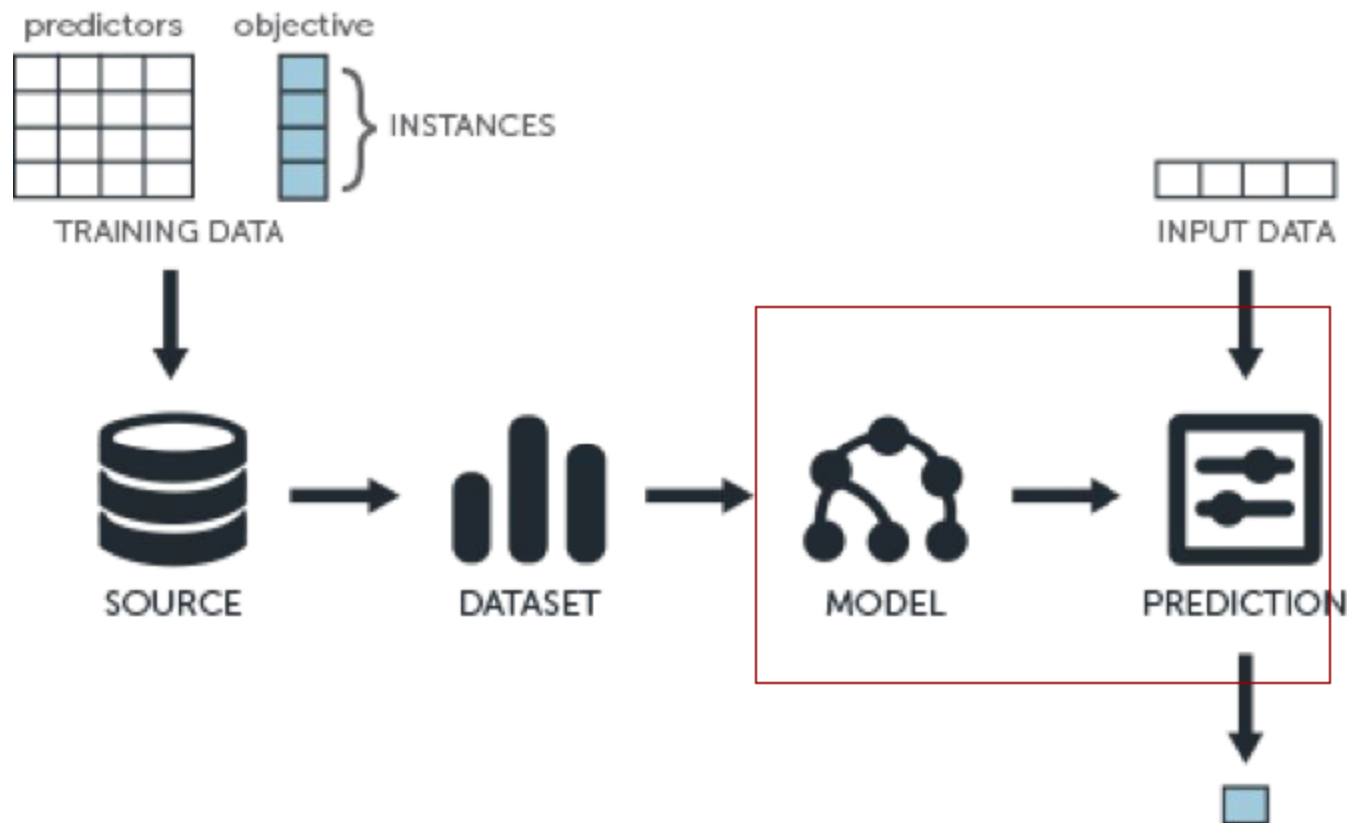 predictors objective
INSTANCES
TRAINING DATA
INPUT DATA
SOURCE
DATASET
MODEL
PREDICTION